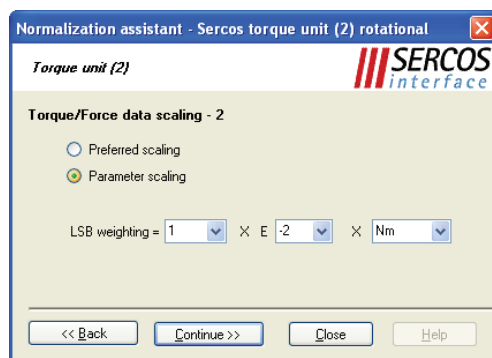 Normalization assistant - Sercos torque unit (2) rotational
Torque unit (2)
SERCOS
interface
Torque/Force data scaling - 2
Preferred scaling
Parameter scaling
LSB weighting = 1 X E -2 X Nm
<< Back Continue >> Close Help